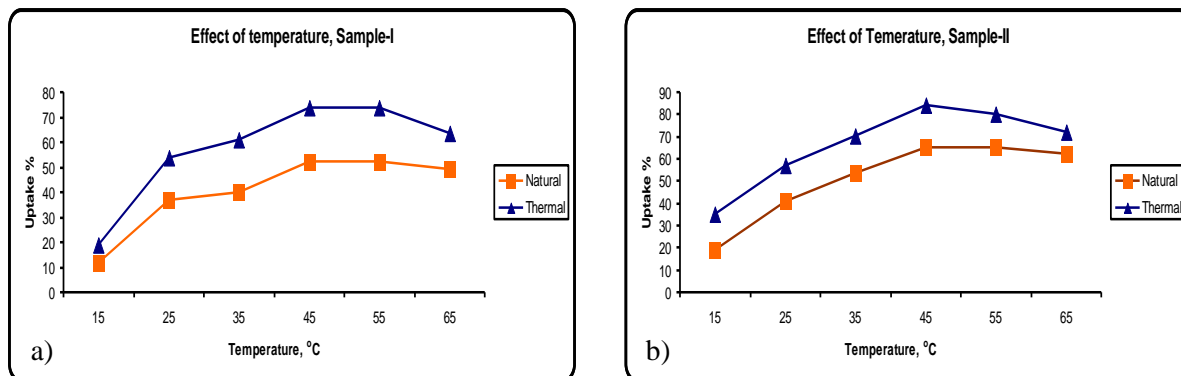 Effect of temperature, Sample-I
80
70
60
50
40
30
20
10
0
Uptake %
15 25 35 45 55 65
Temperature, °C
Natural
Thermal
a)
Effect of Temerature, Sample-II
90
80
70
60
50
40
30
20
10
0
Uptake %
15 25 35 45 55 65
Temperature, °C
Natural
Thermal
b)